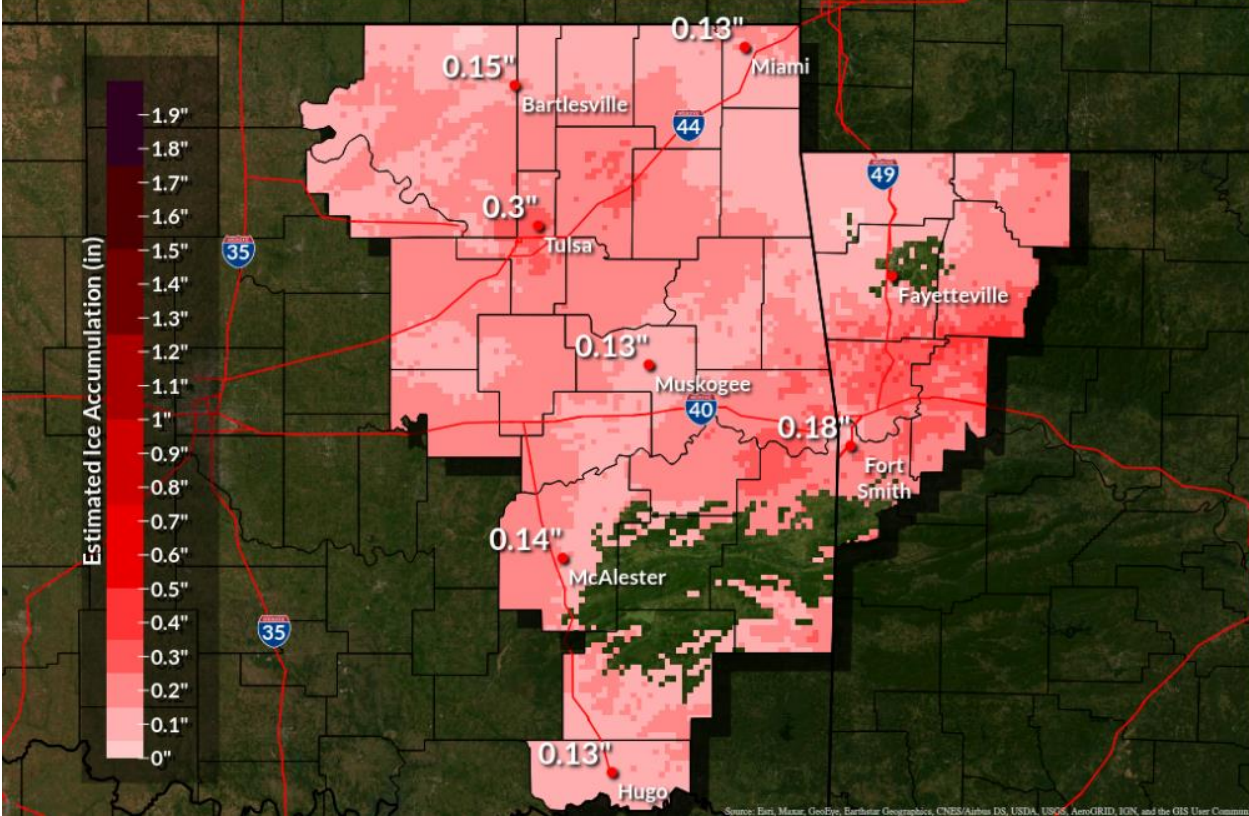 0.13"
Miami
0.15"
Bartlesville
44
49
0.3"
Tulsa
35
Fayetteville
0.13"
Muskogee
40
0.18"
Fort
Smith
0.14"
McAlester
35
0.13"
Hugo
Estimated Ice Accumulation (in)
1.9"
1.8"
1.7"
1.6"
1.5"
1.4"
1.3"
1.2"
1.1"
1"
0.9"
0.8"
0.7"
0.6"
0.5"
0.4"
0.3"
0.2"
0.1"
0"
Source: Esri, Maxar, GeoEye, Earthstar Geographics, CNES/Airbus DS, USDA, USGS, AeroGRID, IGN, and the GIS User Commun